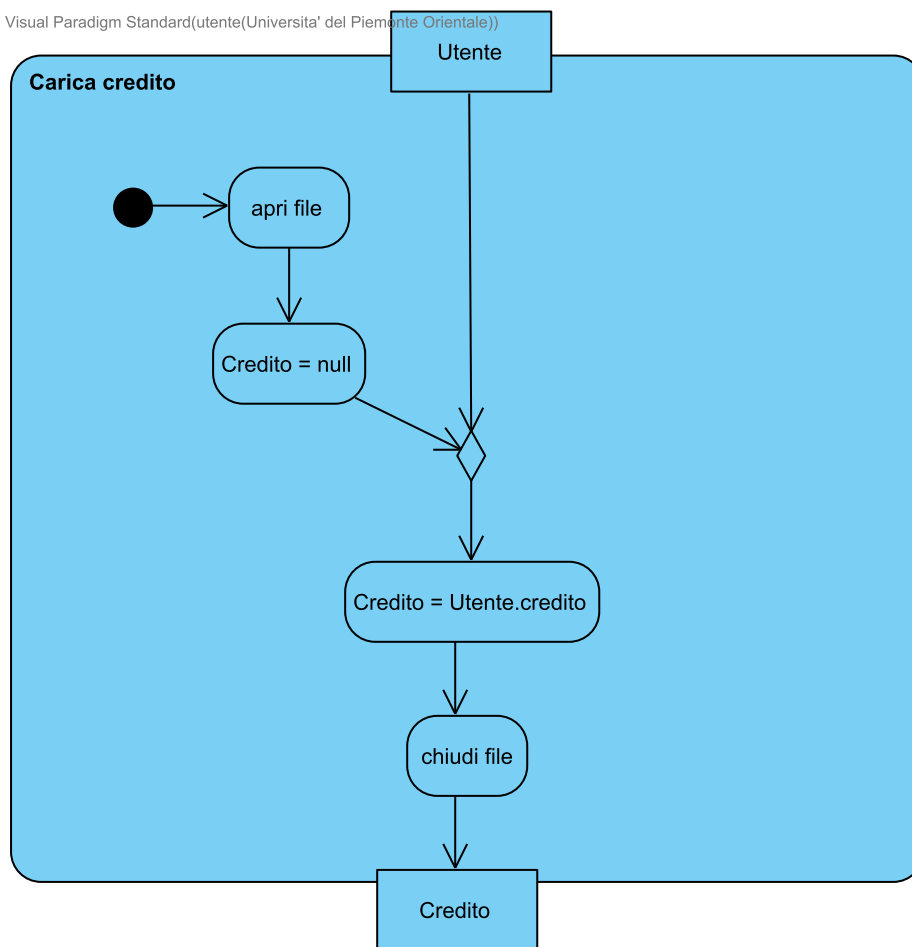 Visual Paradigm Standard(utente(Universita' del Piemonte Orientale))
Utente
Carica credito
apri file
Credito = null
Credito = Utente.credito
chiudi file
Credito